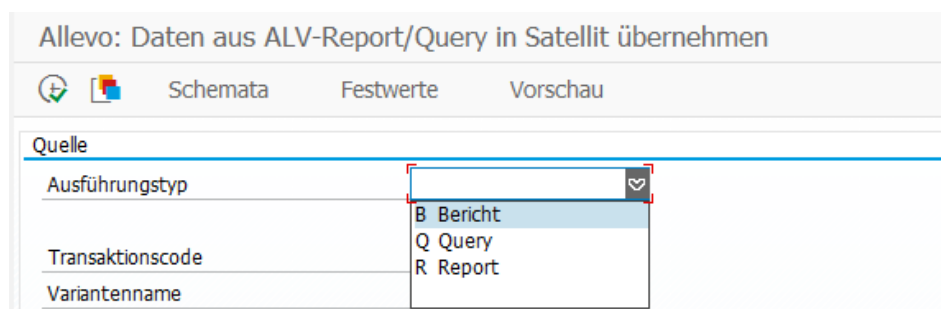 Allevo: Daten aus ALV-Report/Query in Satellit übernehmen
Schemata Festwerte Vorschau
Quelle
Ausführungstyp
B Bericht
Q Query
R Report
Transaktionscode
Variantenname